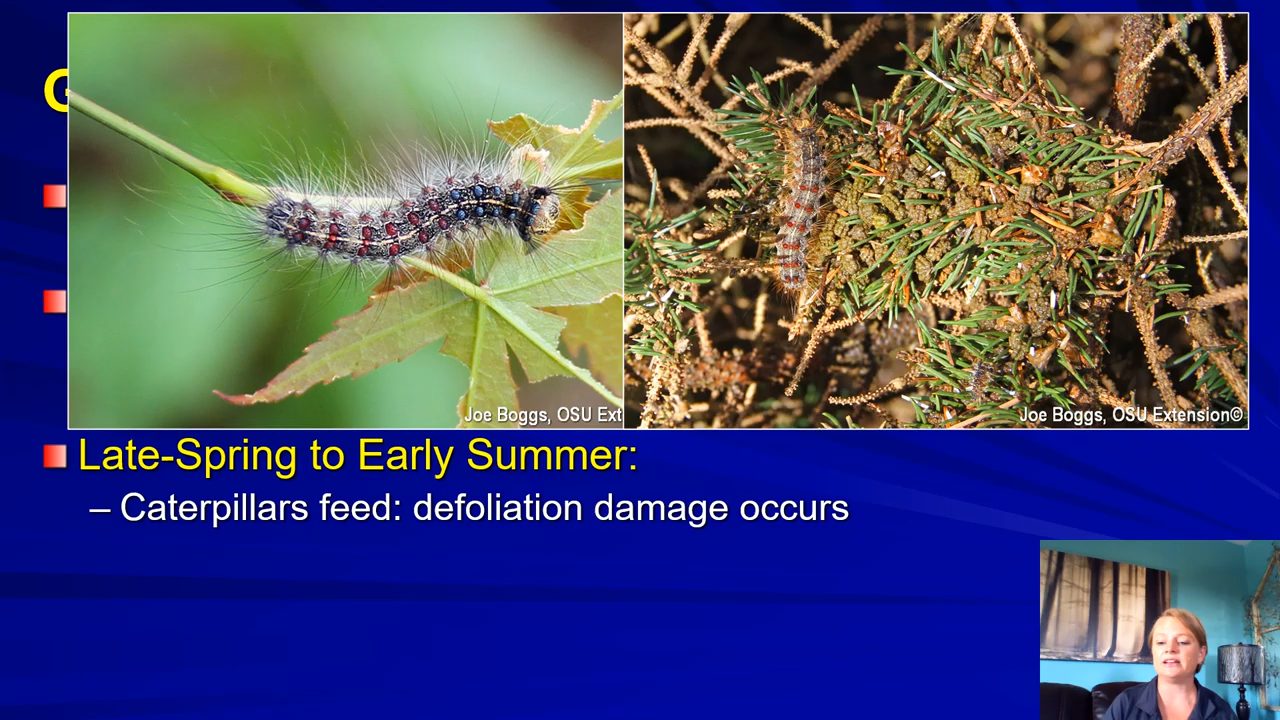 G
Joe Boggs, OSU Ext
Joe Boggs, OSU Extension©
Late-Spring to Early Summer:
– Caterpillars feed: defoliation damage occurs